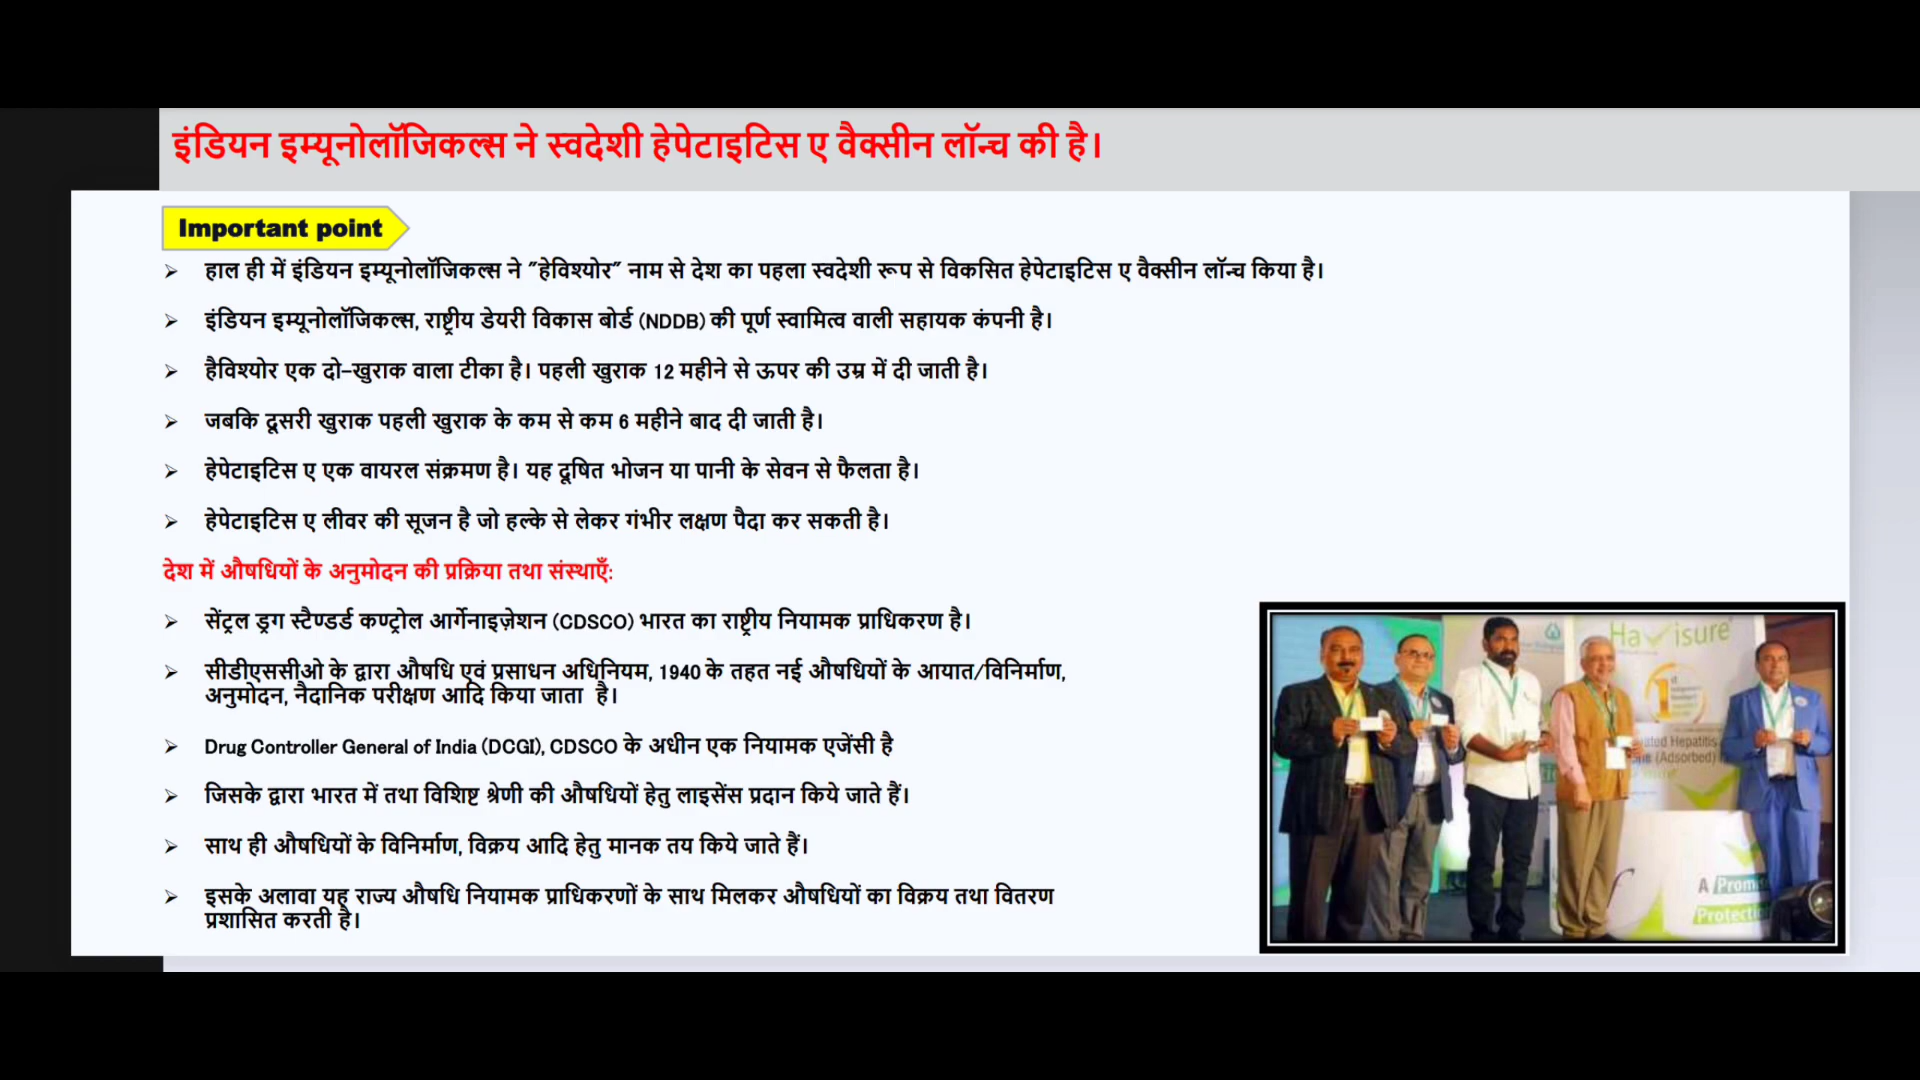 इंडियन इम्यूनोलॉजिकल्स ने स्वदेशी हेपेटाइटिस ए वैक्सीन लॉन्च की है।
Important point
➢ हाल ही में इंडियन इम्यूनोलॉजिकल्स ने "हेविश्योर" नाम से देश का पहला स्वदेशी रूप से विकसित हेपेटाइटिस ए वैक्सीन लॉन्च किया है।
➢ इंडियन इम्यूनोलॉजिकल्स, राष्ट्रीय डेयरी विकास बोर्ड (NDDB) की पूर्ण स्वामित्व वाली सहायक कंपनी है।
➢ हैविश्योर एक दो-खुराक वाला टीका है। पहली खुराक 12 महीने से ऊपर की उम्र में दी जाती है।
➢ जबकि दूसरी खुराक पहली खुराक के कम से कम 6 महीने बाद दी जाती है।
➢ हेपेटाइटिस ए एक वायरल संक्रमण है। यह दूषित भोजन या पानी के सेवन से फैलता है।
➢ हेपेटाइटिस ए लीवर की सूजन है जो हल्के से लेकर गंभीर लक्षण पैदा कर सकती है।
देश में औषधियों के अनुमोदन की प्रक्रिया तथा संस्थाएँ:
➢ सेंट्रल ड्रग स्टैण्डर्ड कण्ट्रोल आर्गेनाइज़ेशन (CDSCO) भारत का राष्ट्रीय नियामक प्राधिकरण है।
➢ सीडीएससीओ के द्वारा औषधि एवं प्रसाधन अधिनियम, 1940 के तहत नई औषधियों के आयात/विनिर्माण,
अनुमोदन, नैदानिक परीक्षण आदि किया जाता है।
➢ Drug Controller General of India (DCGI), CDSCO के अधीन एक नियामक एजेंसी है
➢ जिसके द्वारा भारत में तथा विशिष्ट श्रेणी की औषधियों हेतु लाइसेंस प्रदान किये जाते हैं।
➢ साथ ही औषधियों के विनिर्माण, विक्रय आदि हेतु मानक तय किये जाते हैं।
➢ इसके अलावा यह राज्य औषधि नियामक प्राधिकरणों के साथ मिलकर औषधियों का विक्रय तथा वितरण
प्रशासित करती है।
Havisure
1st
Hepatitis
(Adsorbed)
A